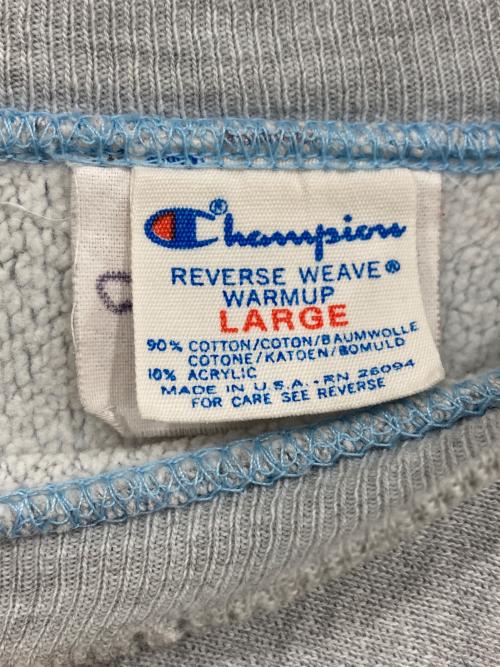 Champion®
REVERSE WEAVE®
WARMUP
LARGE
90% COTTON/COTON/BAUMWOLLE
COTONE/KATOEN/BOMULD
10% ACRYLIC
MADE IN U.S.A.-RN 26094
FOR CARE SEE REVERSE